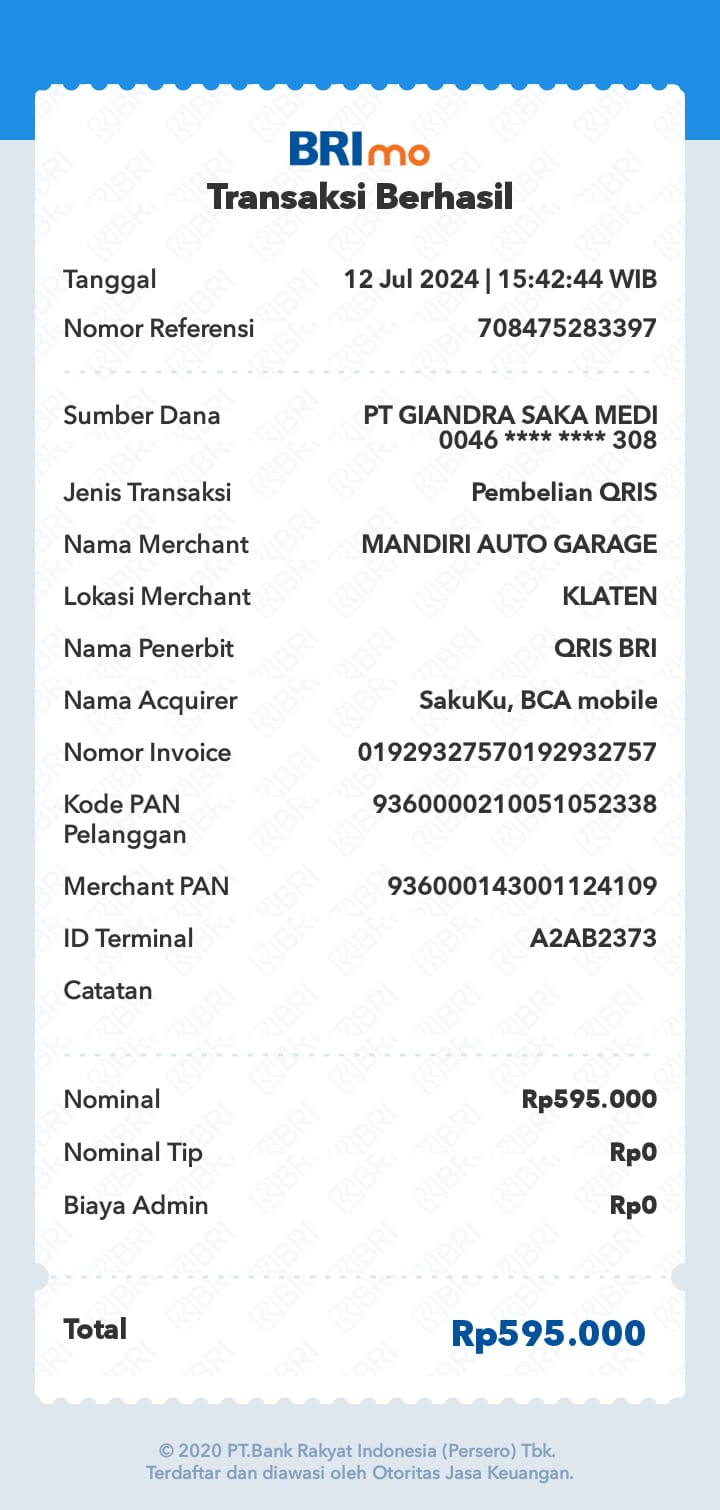 BRImo
Transaksi Berhasil
Tanggal 12 Jul 2024 | 15:42:44 WIB
Nomor Referensi 708475283397
Sumber Dana PT GIANDRA SAKA MEDI
0046 **** **** 308
Jenis Transaksi Pembelian QRIS
Nama Merchant MANDIRI AUTO GARAGE
Lokasi Merchant KLATEN
Nama Penerbit QRIS BRI
Nama Acquirer SakuKu, BCA mobile
Nomor Invoice 01929327570192932757
Kode PAN 9360000210051052338
Pelanggan
Merchant PAN 936000143001124109
ID Terminal A2AB2373
Catatan
Nominal Rp595.000
Nominal Tip Rp0
Biaya Admin Rp0
Total Rp595.000
© 2020 PT.Bank Rakyat Indonesia (Persero) Tbk.
Terdaftar dan diawasi oleh Otoritas Jasa Keuangan.